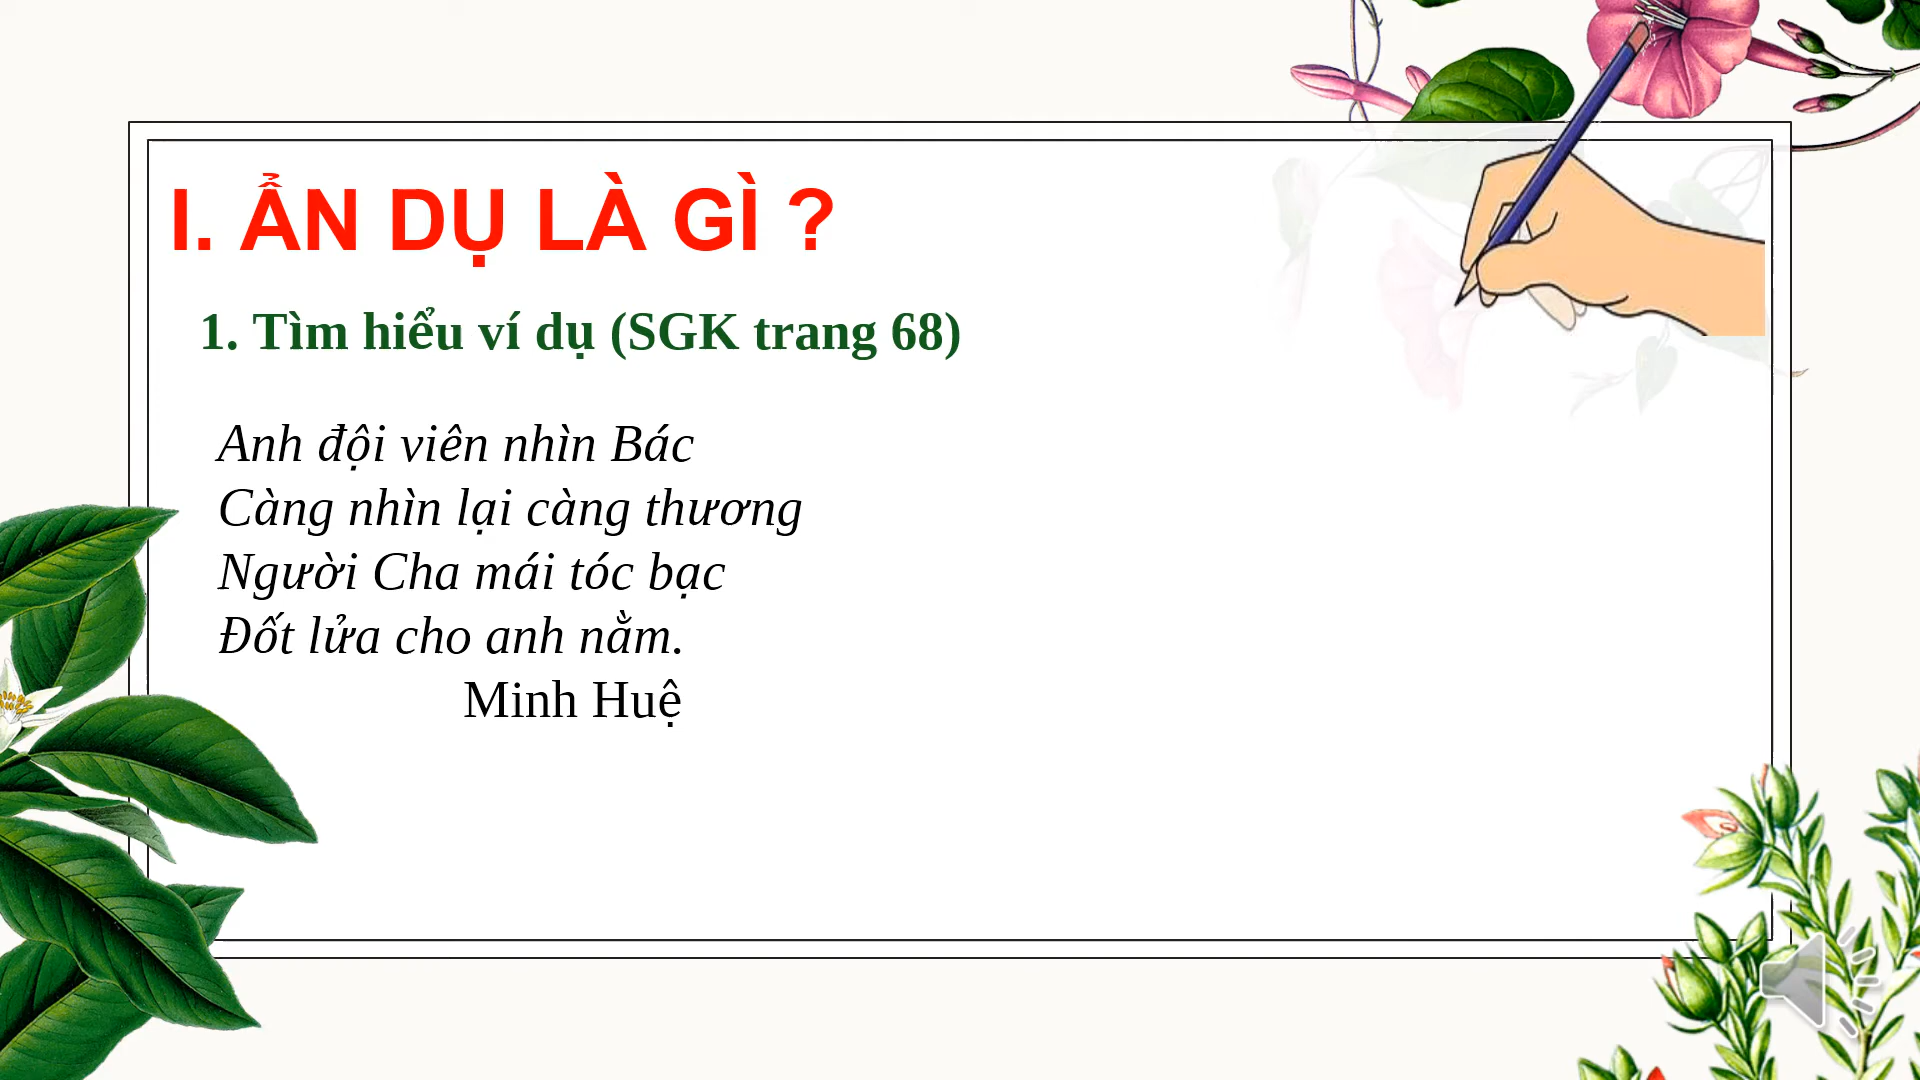 I. ẨN DỤ LÀ GÌ ?
1. Tìm hiểu ví dụ (SGK trang 68)
Anh đội viên nhìn Bác
Càng nhìn lại càng thương
Người Cha mái tóc bạc
Đốt lửa cho anh nằm.
Minh Huệ